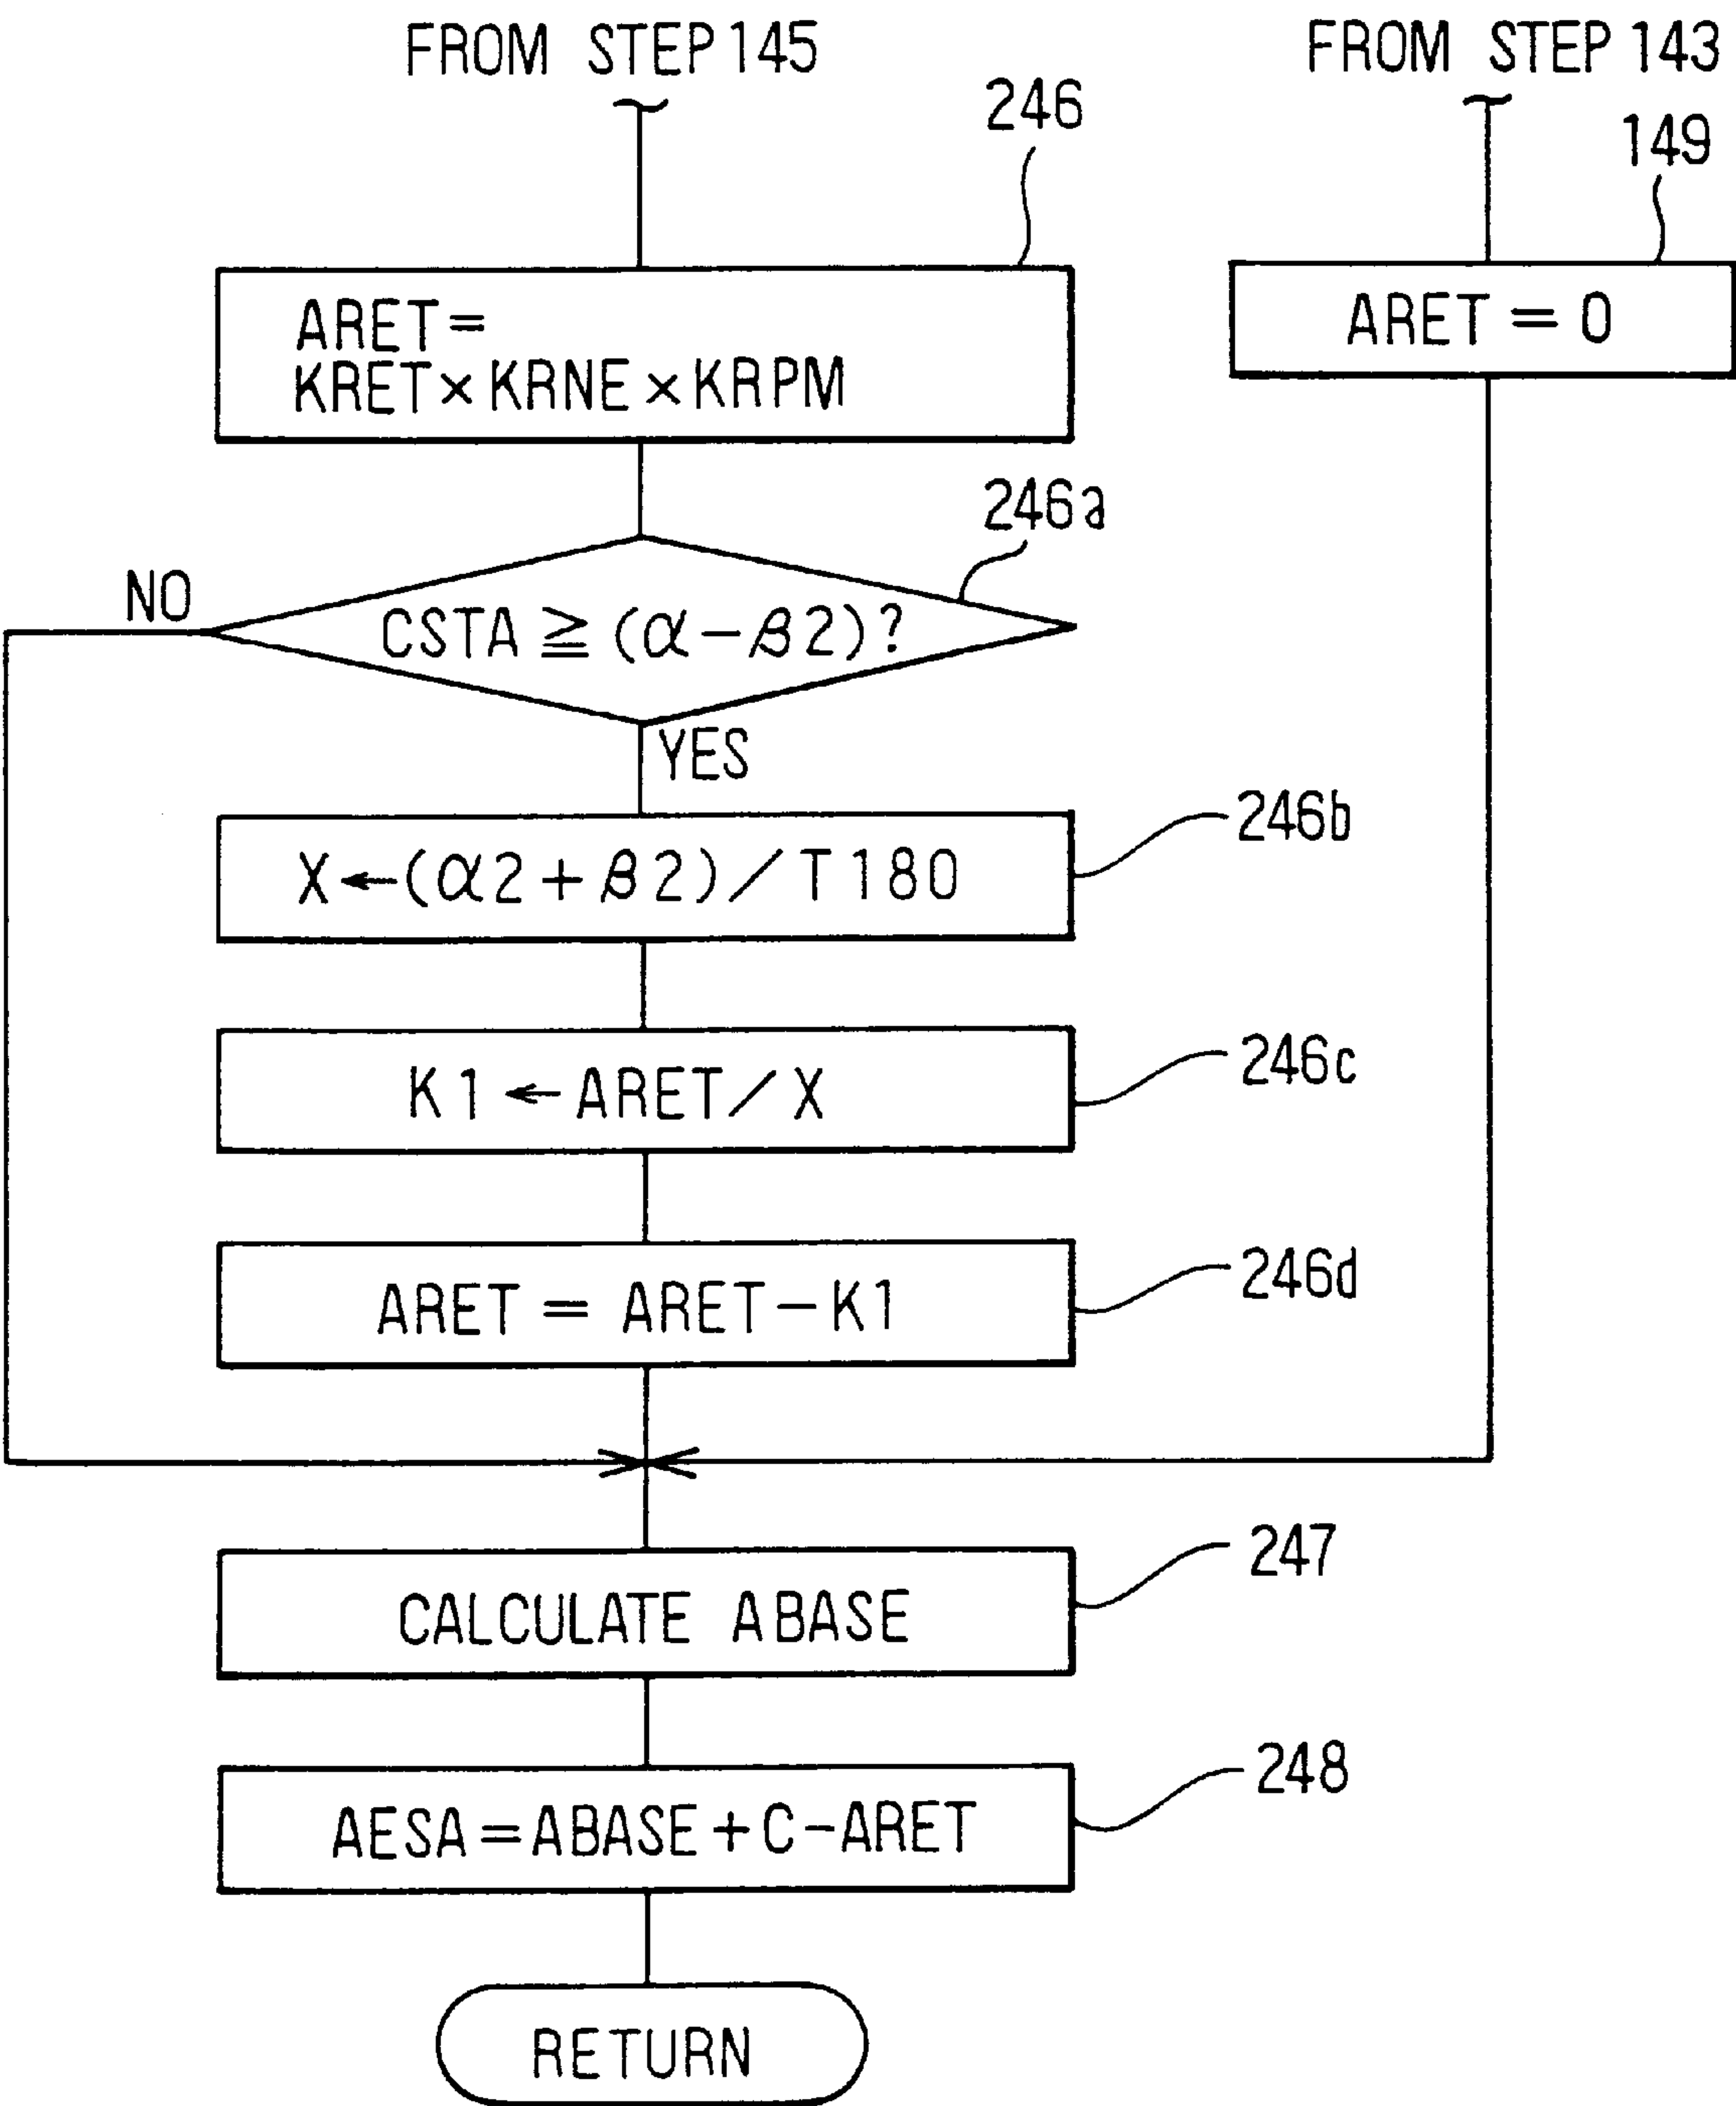 FROM STEP 145
FROM STEP 143
246
149
ARET=
KRET×KRNE×KRPM
ARET=0
246a
NO
CSTA ≧ (α-β2)?
YES
246b
X←(α2+β2)/T180
246c
K1←ARET/X
246d
ARET=ARET-K1
247
CALCULATE ABASE
248
AESA=ABASE+C-ARET
RETURN